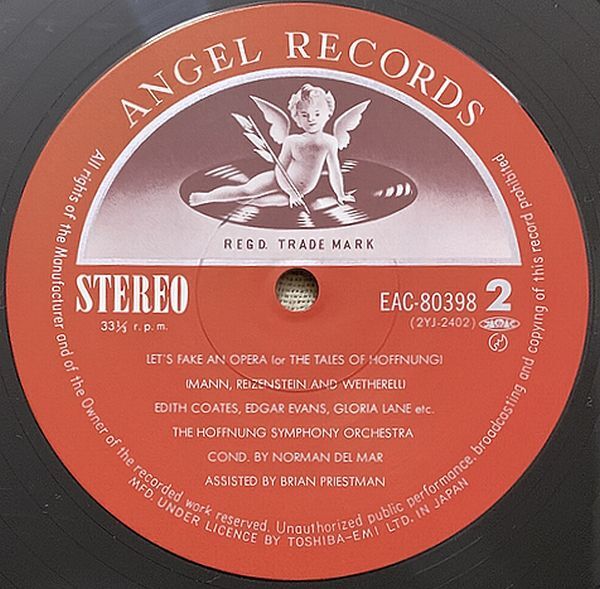 ANGEL RECORDS
REGD. TRADE MARK
STEREO
33⅓ r.p.m.
EAC-80398 2
(2YJ-2402)
JASRAC
LET'S FAKE AN OPERA (or THE TALES OF HOFFNUNG)
(MANN, REIZENSTEIN AND WETHERELL)
EDITH COATES, EDGAR EVANS, GLORIA LANE etc.
THE HOFFNUNG SYMPHONY ORCHESTRA
COND. BY NORMAN DEL MAR
ASSISTED BY BRIAN PRIESTMAN
All rights of the Manufacturer and of the Owner of the recorded work reserved. Unauthorized public performance, broadcasting and copying of this record prohibited
MFD. UNDER LICENCE BY TOSHIBA-EMI LTD. IN JAPAN